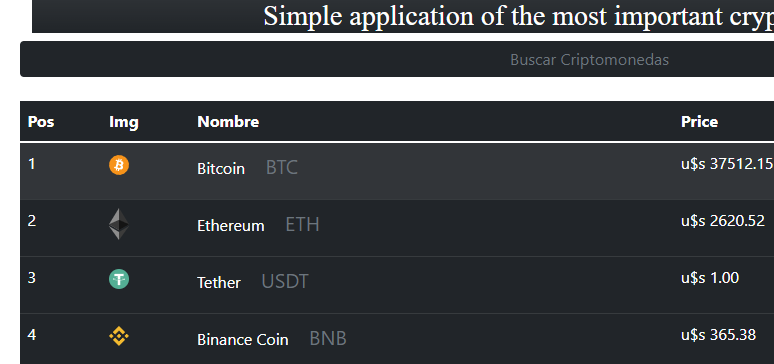 Simple application of the most important cryp
Buscar Criptomonedas
Pos Img Nombre Price
1 Bitcoin BTC u$s 37512.15
2 Ethereum ETH u$s 2620.52
3 Tether USDT u$s 1.00
4 Binance Coin BNB u$s 365.38